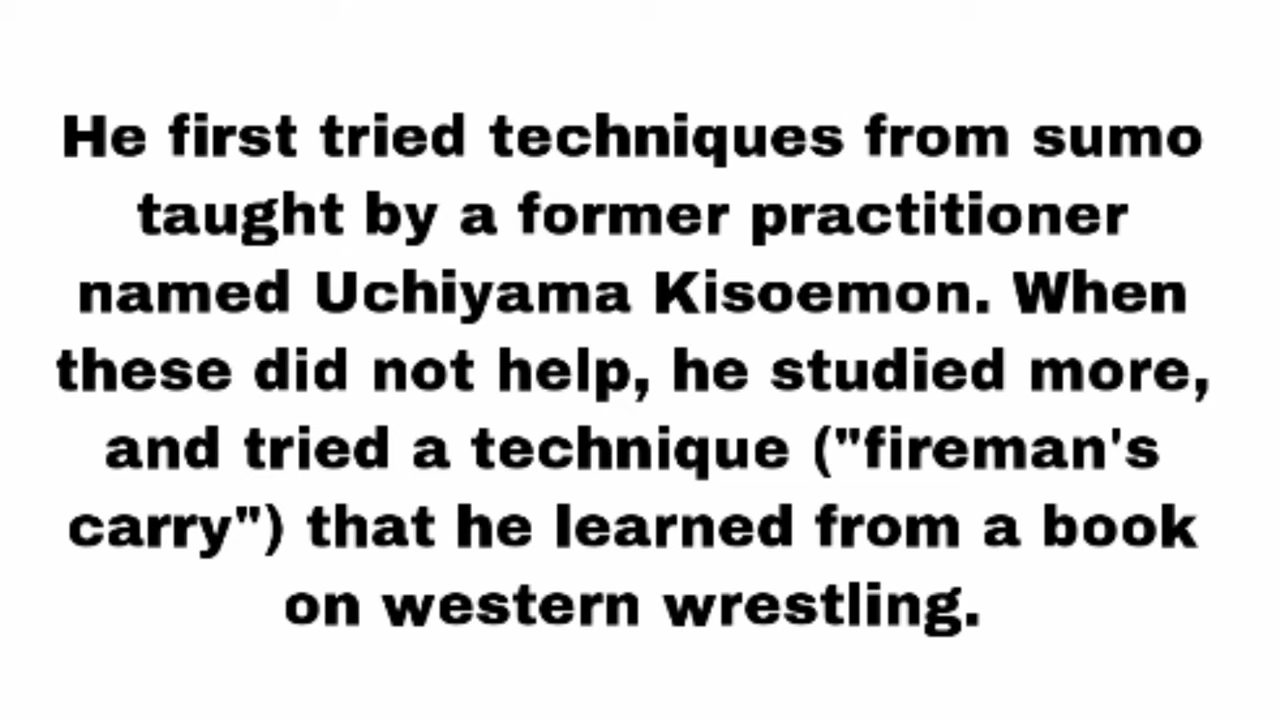 He first tried techniques from sumo
taught by a former practitioner
named Uchiyama Kisoemon. When
these did not help, he studied more,
and tried a technique ("fireman's
carry") that he learned from a book
on western wrestling.